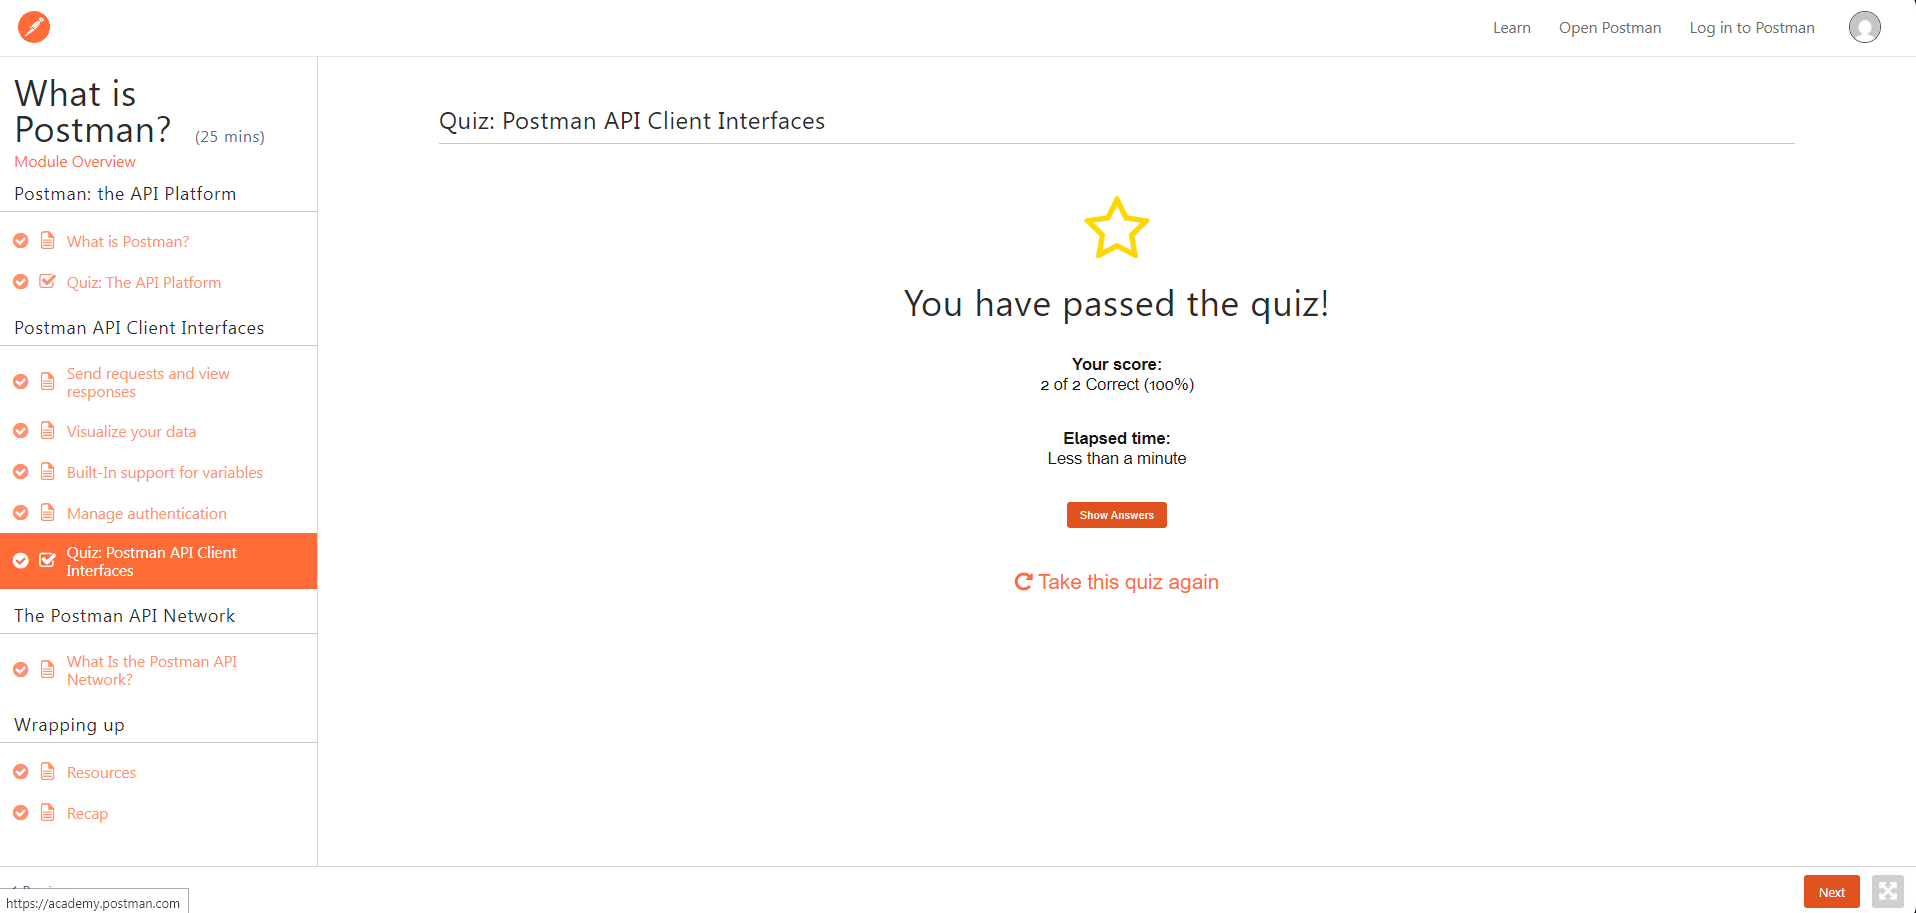 Learn
Open Postman
Log in to Postman
What is
Postman? (25 mins)
Module Overview
Postman: the API Platform
What is Postman?
Quiz: The API Platform
Postman API Client Interfaces
Send requests and view
responses
Visualize your data
Built-In support for variables
Manage authentication
Quiz: Postman API Client
Interfaces
The Postman API Network
What Is the Postman API
Network?
Wrapping up
Resources
Recap
Quiz: Postman API Client Interfaces
You have passed the quiz!
Your score:
2 of 2 Correct (100%)
Elapsed time:
Less than a minute
Show Answers
Take this quiz again
https://academy.postman.com
Next